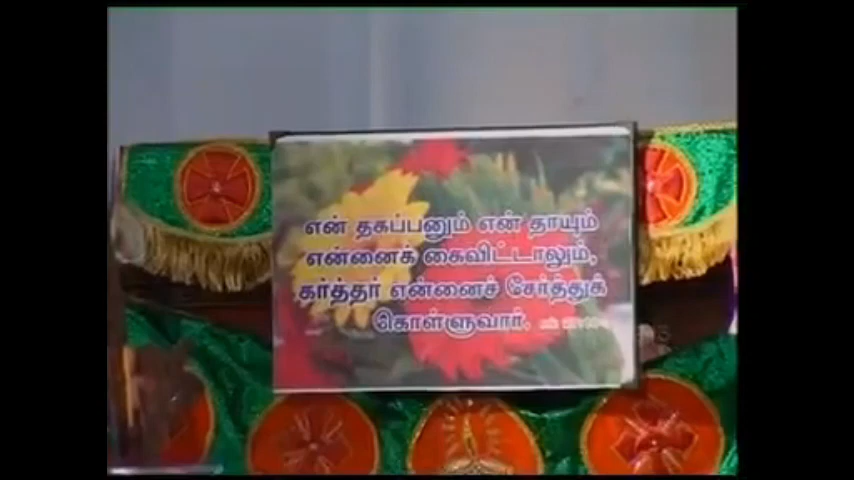 என் தகப்பனும் என் தாயும்
என்னைக் கைவிட்டாலும்,
கர்த்தர் என்னைச் சேர்த்துக்
கொள்ளுவார்.